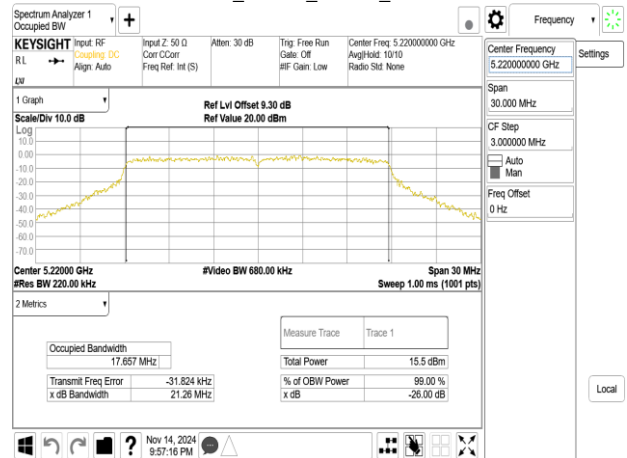 Spectrum Analyzer 1
Occupied BW
Frequency
KEYSIGHT
Input: RF
Coupling: DC
Align: Auto
Input Z: 50 Ω
Corr CCorr
Freq Ref: Int (S)
Atten: 30 dB
Trig: Free Run
Gate: Off
#IF Gain: Low
Center Freq: 5.220000000 GHz
Avg|Hold: 10/10
Radio Std: None
RL
LXI
Center Frequency
5.220000000 GHz
Settings
Span
30.000 MHz
CF Step
3.000000 MHz
Auto
Man
Freq Offset
0 Hz
1 Graph
Scale/Div 10.0 dB
Ref Lvl Offset 9.30 dB
Ref Value 20.00 dBm
Log
10.0
0.00
-10.0
-20.0
-30.0
-40.0
-50.0
-60.0
-70.0
Center 5.22000 GHz
#Video BW 680.00 kHz
Span 30 MHz
#Res BW 220.00 kHz
Sweep 1.00 ms (1001 pts)
2 Metrics
Measure Trace Trace 1
Occupied Bandwidth
17.657 MHz
Total Power 15.5 dBm
Transmit Freq Error -31.824 kHz
% of OBW Power 99.00 %
x dB Bandwidth 21.26 MHz
x dB -26.00 dB
Local
?
Nov 14, 2024
9:57:16 PM